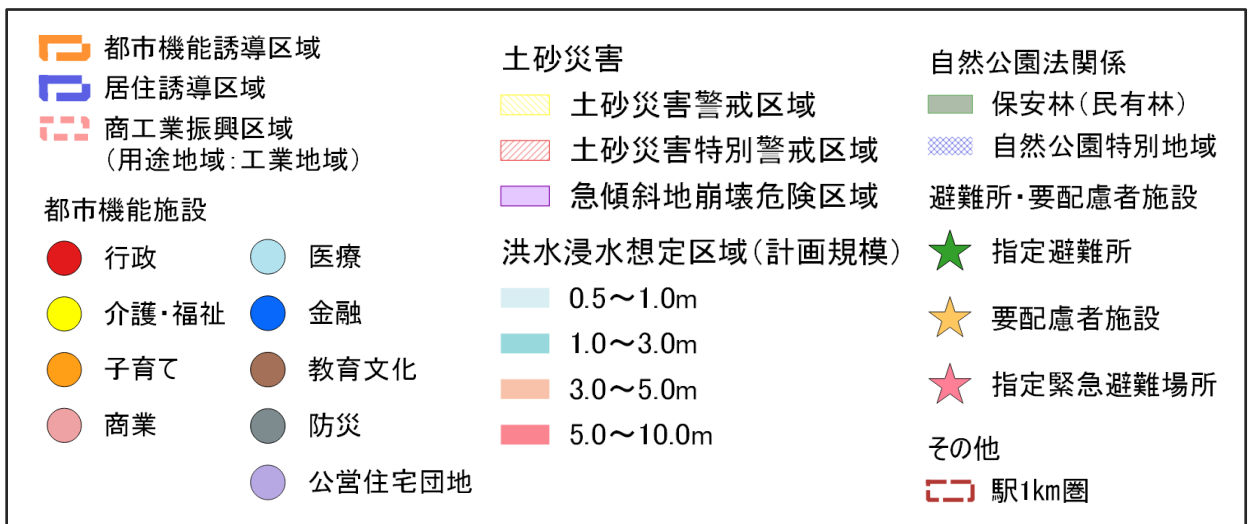 都市機能誘導区域
居住誘導区域
商工業振興区域
（用途地域：工業地域）
都市機能施設
行政
介護・福祉
子育て
商業
医療
金融
教育文化
防災
公営住宅団地
土砂災害
土砂災害警戒区域
土砂災害特別警戒区域
急傾斜地崩壊危険区域
洪水浸水想定区域（計画規模）
0.5～1.0m
1.0～3.0m
3.0～5.0m
5.0～10.0m
自然公園法関係
保安林（民有林）
自然公園特別地域
避難所・要配慮者施設
指定避難所
要配慮者施設
指定緊急避難場所
その他
駅1km圏